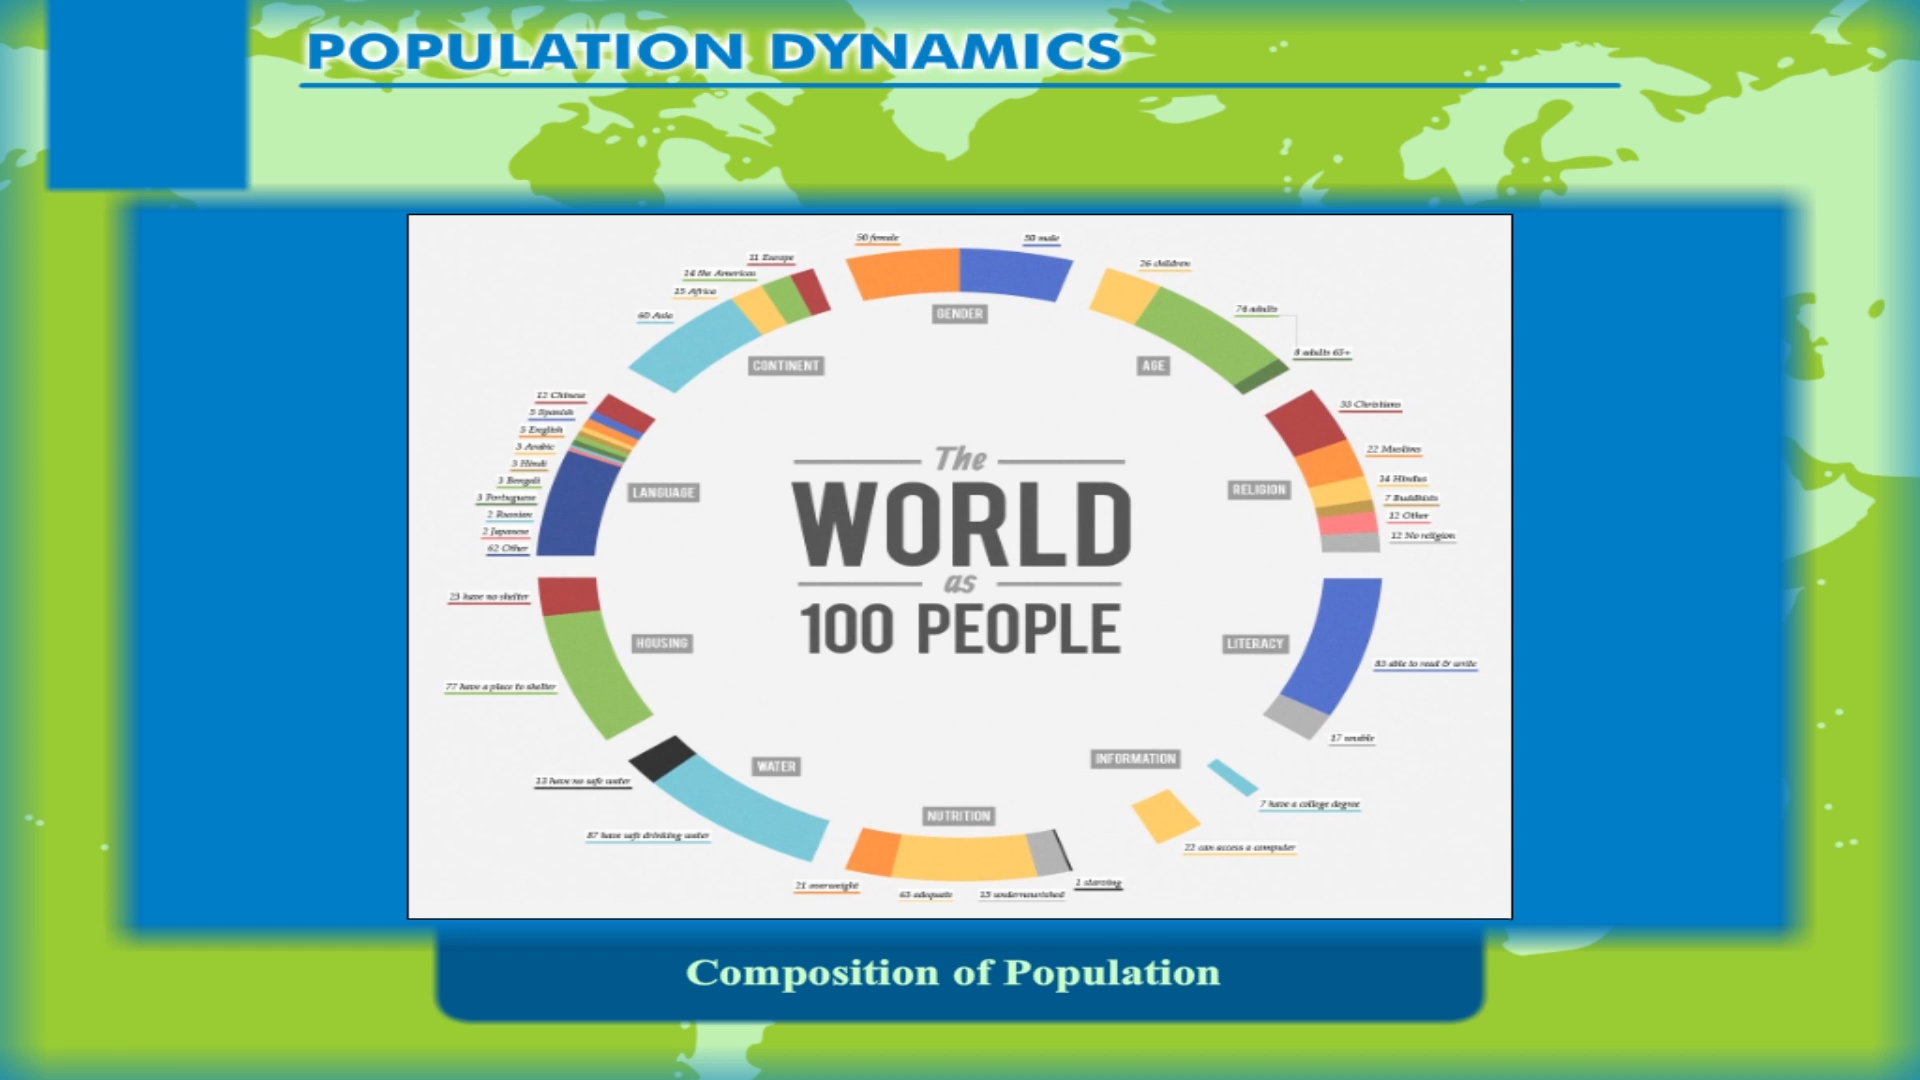 POPULATION DYNAMICS
50 female
50 male
GENDER
11 Europe
14 the Americas
15 Africa
60 Asia
CONTINENT
26 children
74 adults
8 adults 65+
AGE
12 Chinese
5 Spanish
5 English
3 Arabic
3 Hindi
3 Bengali
3 Portuguese
2 Russian
2 Japanese
62 Other
LANGUAGE
33 Christians
22 Muslims
14 Hindus
7 Buddhists
12 Other
12 No religion
RELIGION
The
WORLD
as
100 PEOPLE
23 have no shelter
77 have a place to shelter
HOUSING
LITERACY
83 able to read & write
17 unable
WATER
13 have no safe water
87 have safe drinking water
INFORMATION
7 have a college degree
22 can access a computer
NUTRITION
21 overweight
63 adequate
15 undernourished
1 starving
Composition of Population